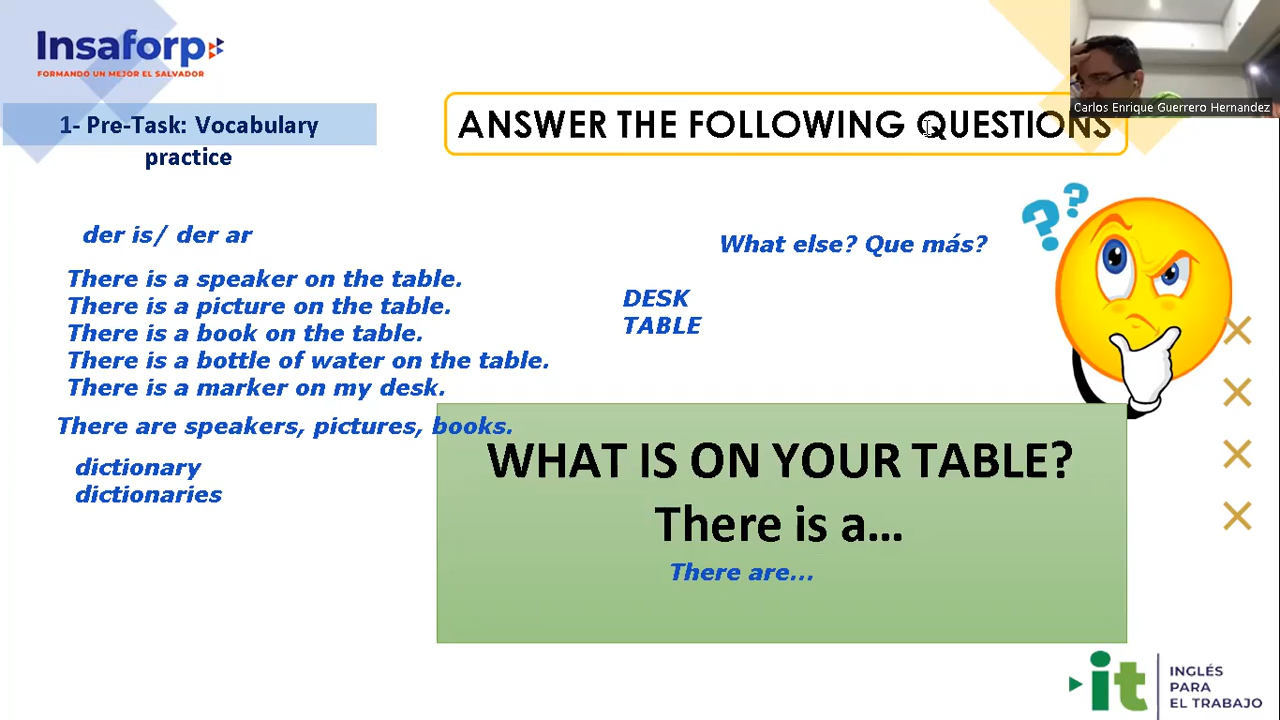 Insaforp
FORMANDO UN MEJOR EL SALVADOR
1- Pre-Task: Vocabulary
practice
ANSWER THE FOLLOWING QUESTIONS
Carlos Enrique Guerrero Hernandez
der is/ der ar
What else? Que más?
There is a speaker on the table.
There is a picture on the table.
There is a book on the table.
There is a bottle of water on the table.
There is a marker on my desk.
DESK
TABLE
There are speakers, pictures, books.
dictionary
dictionaries
??
WHAT IS ON YOUR TABLE?
There is a...
There are...
it
INGLÉS
PARA
EL TRABAJO